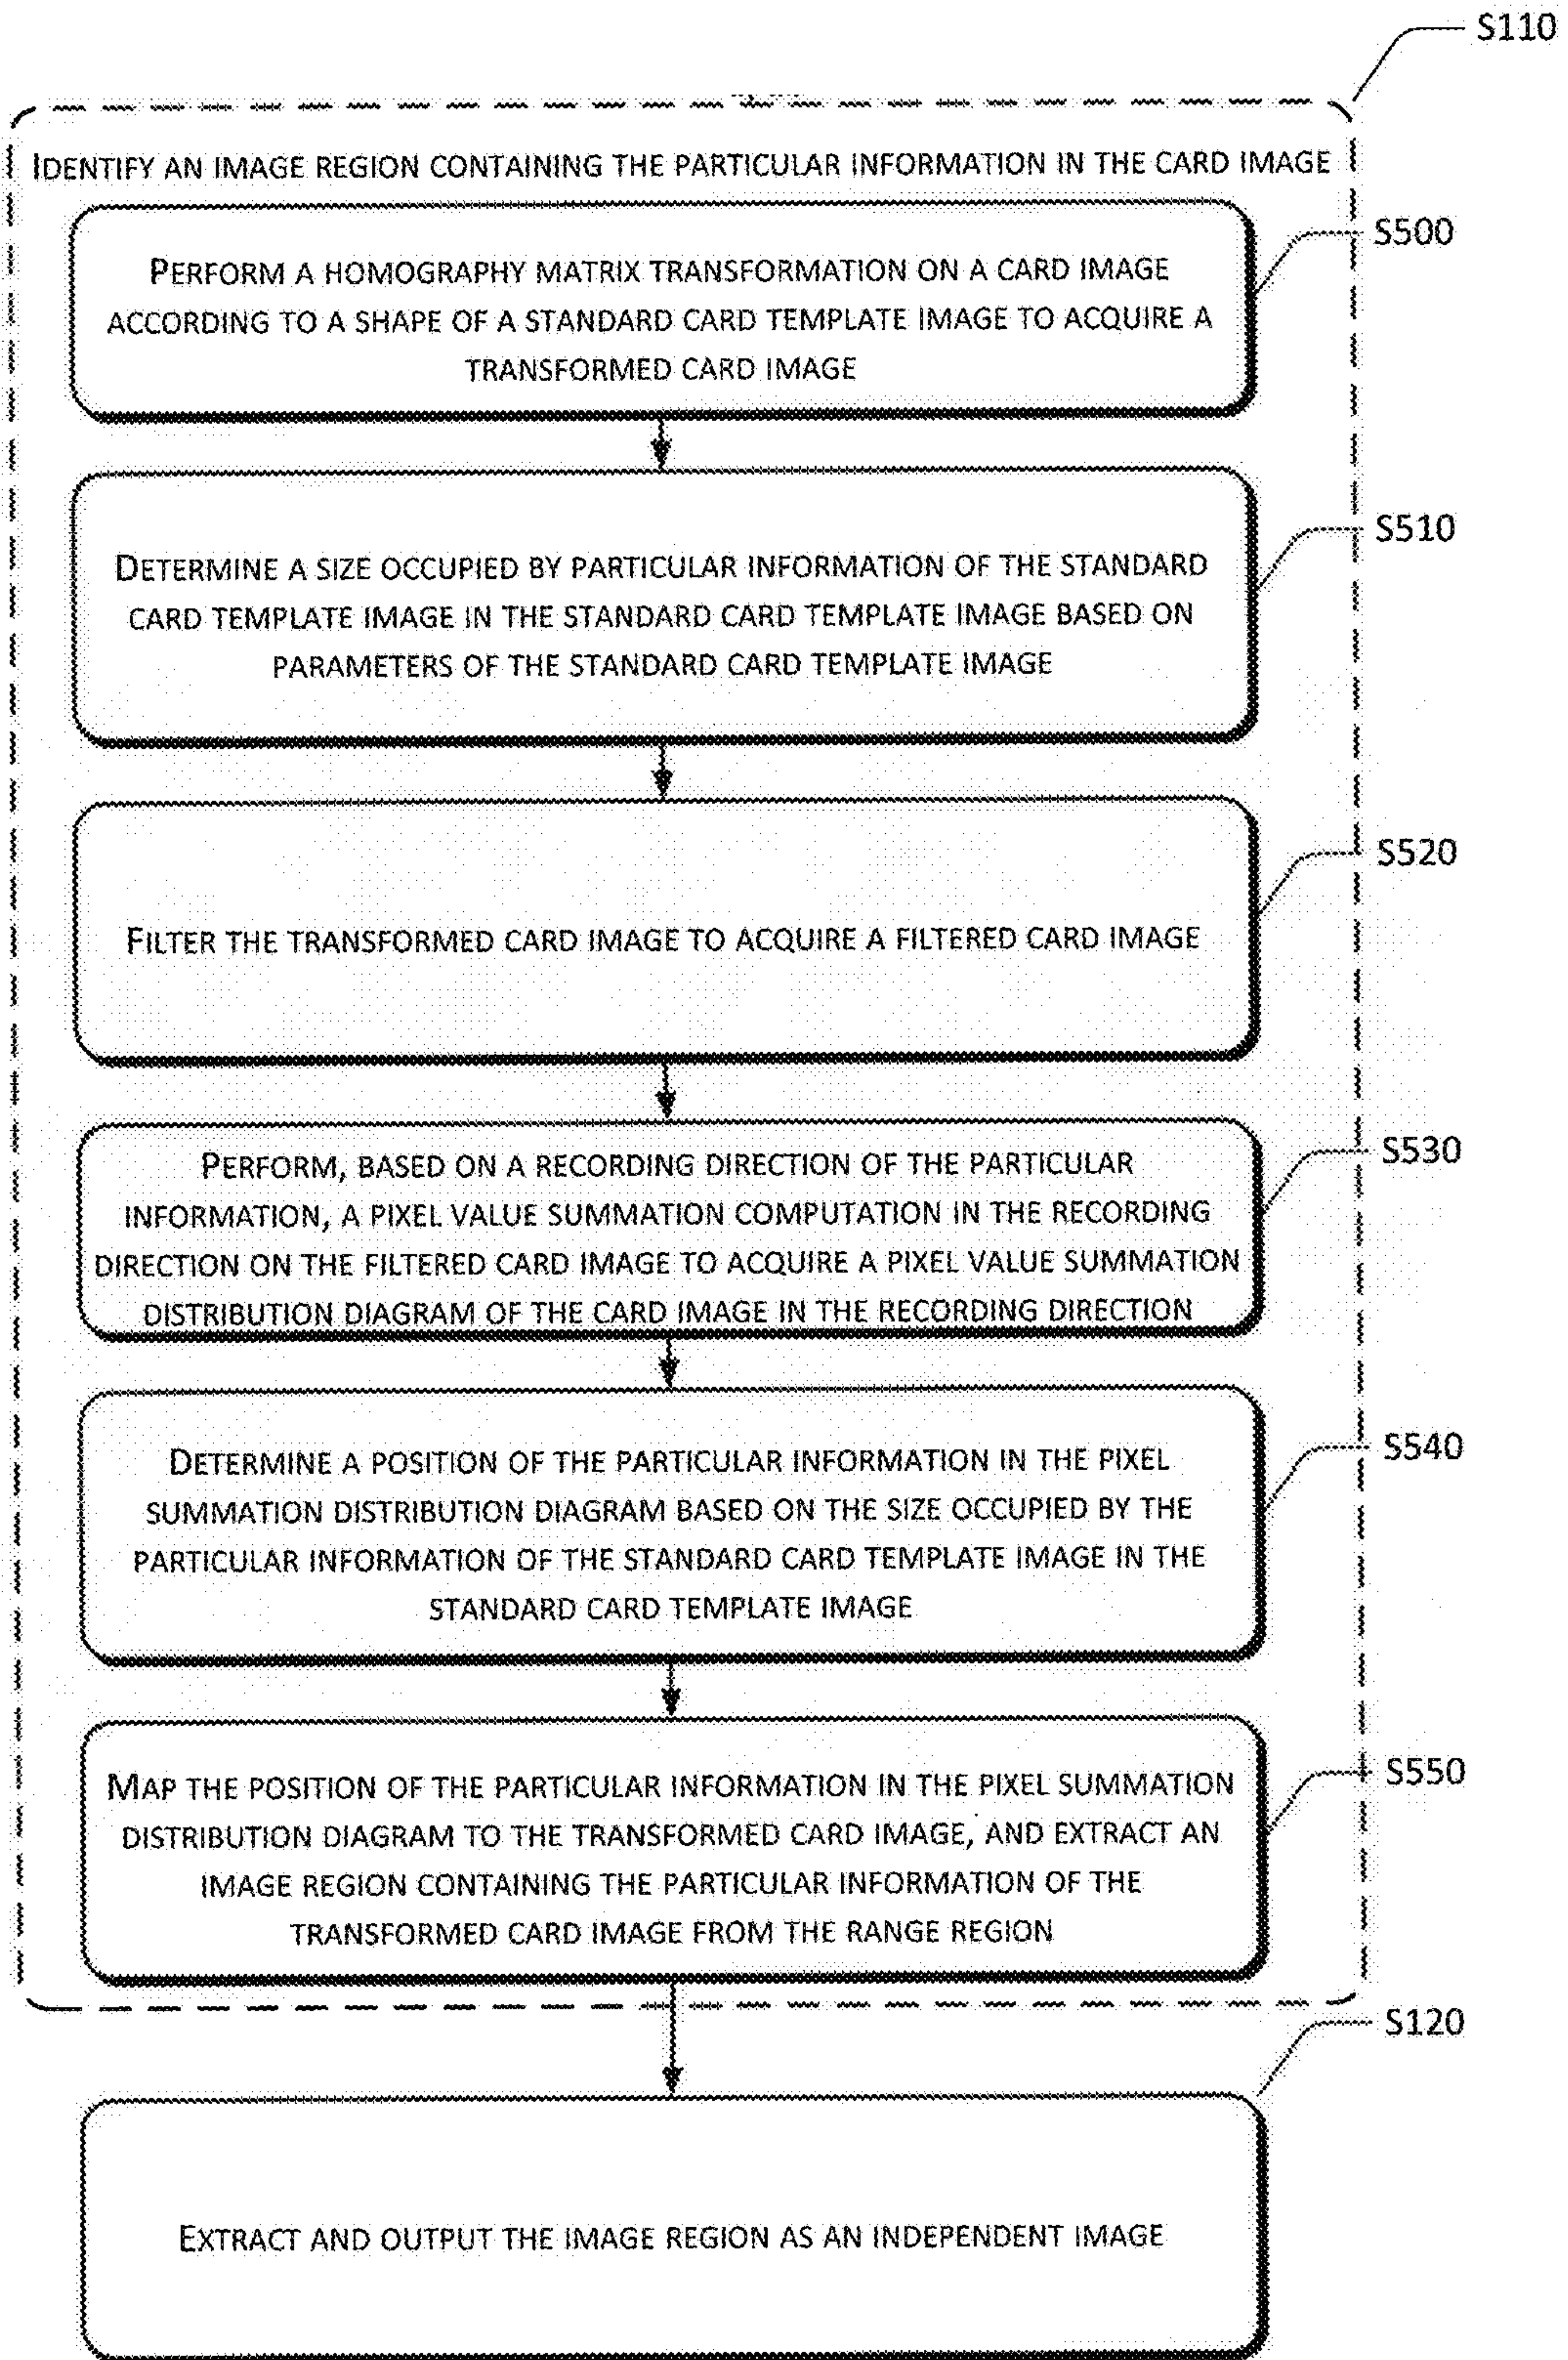 S110
IDENTIFY AN IMAGE REGION CONTAINING THE PARTICULAR INFORMATION IN THE CARD IMAGE
S500
PERFORM A HOMOGRAPHY MATRIX TRANSFORMATION ON A CARD IMAGE
ACCORDING TO A SHAPE OF A STANDARD CARD TEMPLATE IMAGE TO ACQUIRE A
TRANSFORMED CARD IMAGE
S510
DETERMINE A SIZE OCCUPIED BY PARTICULAR INFORMATION OF THE STANDARD
CARD TEMPLATE IMAGE IN THE STANDARD CARD TEMPLATE IMAGE BASED ON
PARAMETERS OF THE STANDARD CARD TEMPLATE IMAGE
S520
FILTER THE TRANSFORMED CARD IMAGE TO ACQUIRE A FILTERED CARD IMAGE
S530
PERFORM, BASED ON A RECORDING DIRECTION OF THE PARTICULAR
INFORMATION, A PIXEL VALUE SUMMATION COMPUTATION IN THE RECORDING
DIRECTION ON THE FILTERED CARD IMAGE TO ACQUIRE A PIXEL VALUE SUMMATION
DISTRIBUTION DIAGRAM OF THE CARD IMAGE IN THE RECORDING DIRECTION
S540
DETERMINE A POSITION OF THE PARTICULAR INFORMATION IN THE PIXEL
SUMMATION DISTRIBUTION DIAGRAM BASED ON THE SIZE OCCUPIED BY THE
PARTICULAR INFORMATION OF THE STANDARD CARD TEMPLATE IMAGE IN THE
STANDARD CARD TEMPLATE IMAGE
S550
MAP THE POSITION OF THE PARTICULAR INFORMATION IN THE PIXEL SUMMATION
DISTRIBUTION DIAGRAM TO THE TRANSFORMED CARD IMAGE, AND EXTRACT AN
IMAGE REGION CONTAINING THE PARTICULAR INFORMATION OF THE
TRANSFORMED CARD IMAGE FROM THE RANGE REGION
S120
EXTRACT AND OUTPUT THE IMAGE REGION AS AN INDEPENDENT IMAGE